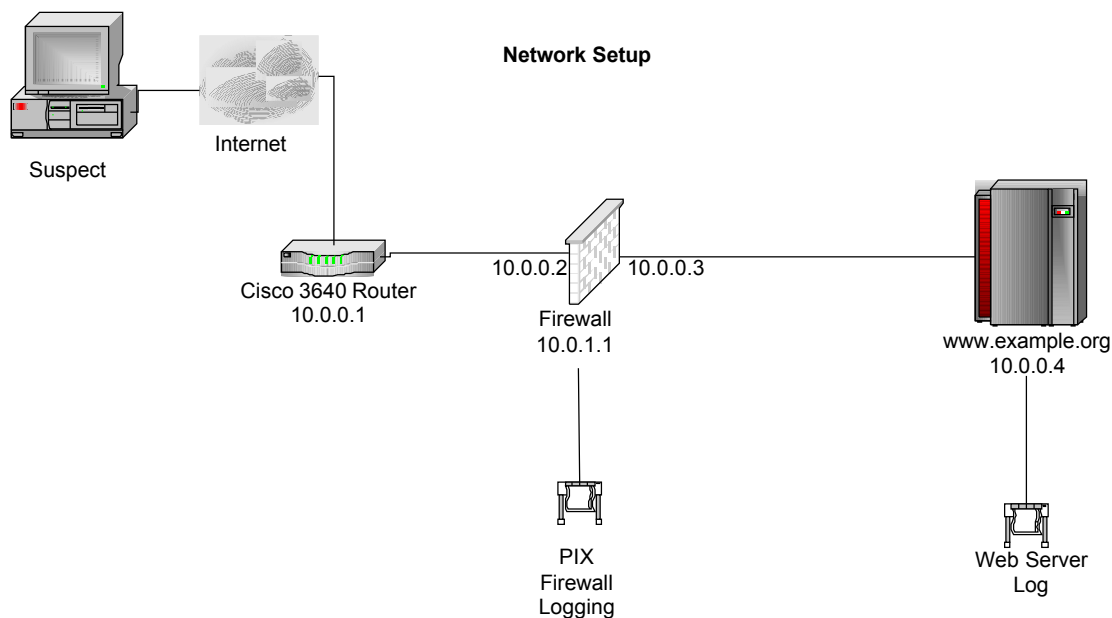 Network Setup
Internet
Suspect
10.0.0.2
10.0.0.3
Cisco 3640 Router
10.0.0.1
Firewall
10.0.1.1
www.example.org
10.0.0.4
PIX
Firewall
Logging
Web Server
Log